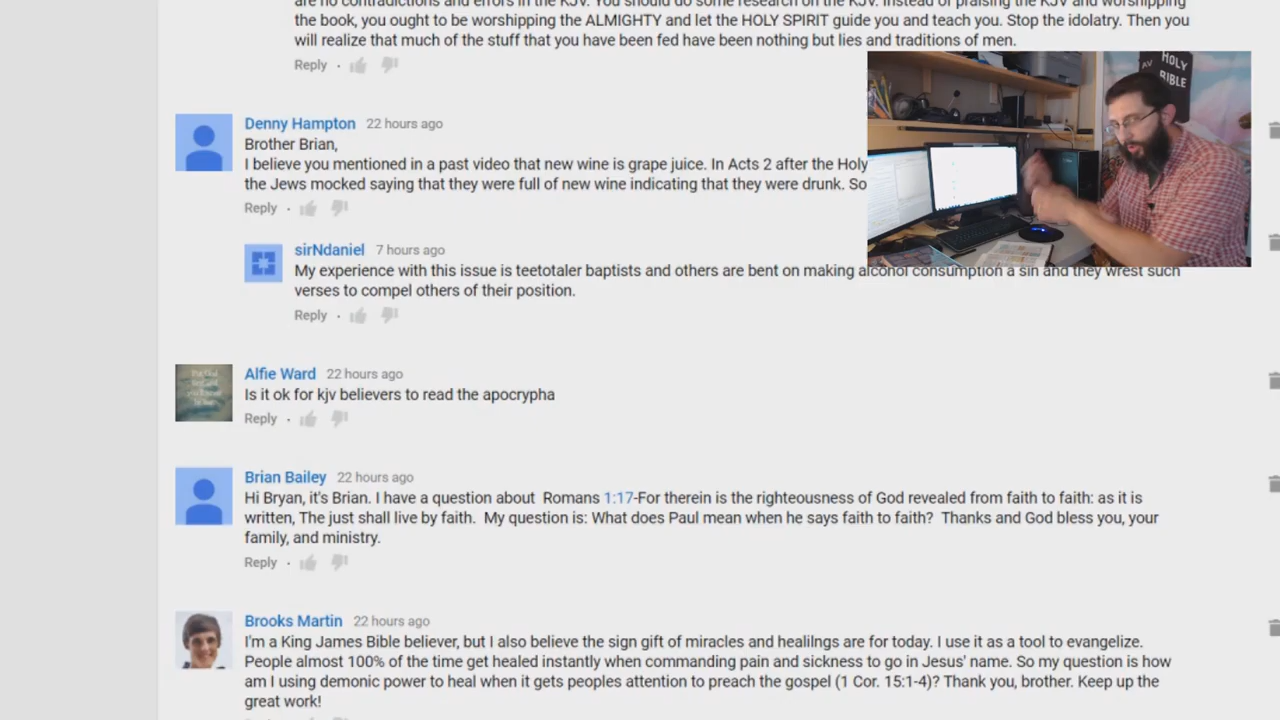 are no contradictions and errors in the KJV. You should do some research on the KJV. Instead of praising the KJV and worshipping
the book, you ought to be worshipping the ALMIGHTY and let the HOLY SPIRIT guide you and teach you. Stop the idolatry. Then you
will realize that much of the stuff that you have been fed have been nothing but lies and traditions of men.
Reply
HOLY
BIBLE
AV
Denny Hampton 22 hours ago
Brother Brian,
I believe you mentioned in a past video that new wine is grape juice. In Acts 2 after the Holy
the Jews mocked saying that they were full of new wine indicating that they were drunk. So
Reply
sirNdaniel 7 hours ago
My experience with this issue is teetotaler baptists and others are bent on making alcohol consumption a sin and they wrest such
verses to compel others of their position.
Reply
Alfie Ward 22 hours ago
Is it ok for kjv believers to read the apocrypha
Reply
Brian Bailey 22 hours ago
Hi Bryan, it's Brian. I have a question about Romans 1:17-For therein is the righteousness of God revealed from faith to faith: as it is
written, The just shall live by faith. My question is: What does Paul mean when he says faith to faith? Thanks and God bless you, your
family, and ministry.
Reply
Brooks Martin 22 hours ago
I'm a King James Bible believer, but I also believe the sign gift of miracles and healilngs are for today. I use it as a tool to evangelize.
People almost 100% of the time get healed instantly when commanding pain and sickness to go in Jesus' name. So my question is how
am I using demonic power to heal when it gets peoples attention to preach the gospel (1 Cor. 15:1-4)? Thank you, brother. Keep up the
great work!